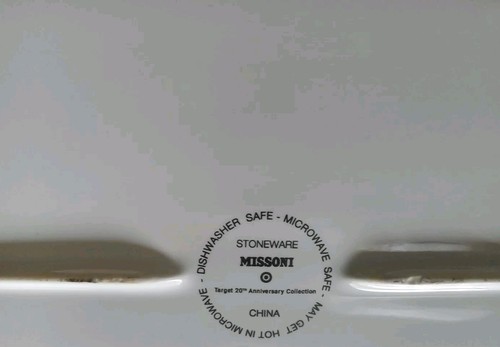 DISHWASHER SAFE - MICROWAVE SAFE - MAY GET HOT IN MICROWAVE -
STONEWARE
MISSONI
Target 20TH Anniversary Collection
CHINA